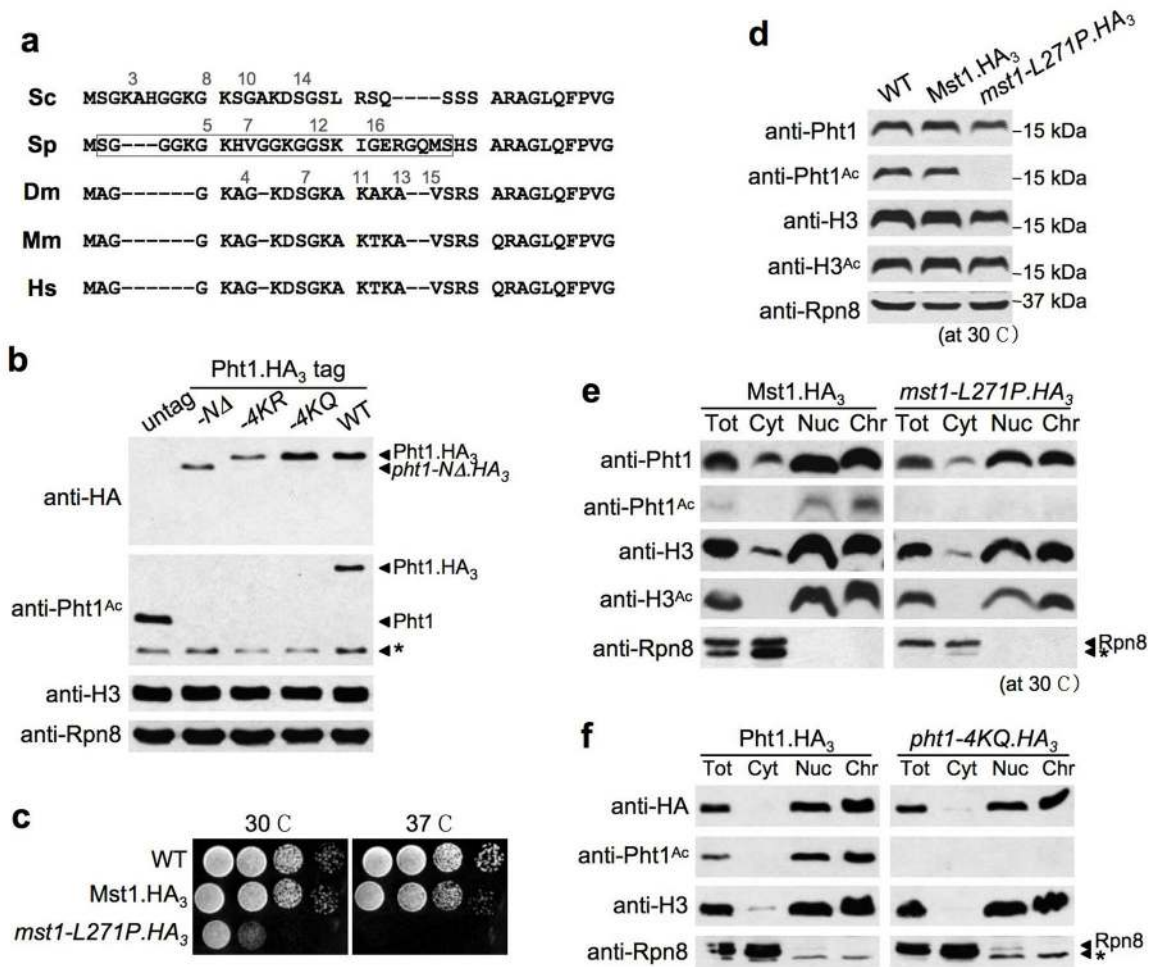 a
3 8 10 14
Sc MSGKAHGGKG KSGAKDSGSL RSQ----SSS ARAGLQFPVG
5 7 12 16
Sp MSG---GGKG KHVGGKGGSK IGERGQMSHS ARAGLQFPVG
4 7 11 13 15
Dm MAG------G KAG-KDSGKA KAKA--VSRS ARAGLQFPVG
Mm MAG------G KAG-KDSGKA KTKA--VSRS QRAGLQFPVG
Hs MAG------G KAG-KDSGKA KTKA--VSRS QRAGLQFPVG
b
Pht1.HA3 tag
untag -NΔ -4KR -4KQ WT
anti-HA
Pht1.HA3
pht1-NΔ.HA3
anti-Pht1Ac
Pht1.HA3
Pht1
*
anti-H3
anti-Rpn8
c
30 C 37 C
WT
Mst1.HA3
mst1-L271P.HA3
d
WT Mst1.HA3 mst1-L271P.HA3
anti-Pht1 -15 kDa
anti-Pht1Ac -15 kDa
anti-H3 -15 kDa
anti-H3Ac -15 kDa
anti-Rpn8 -37 kDa
(at 30 C)
e
Mst1.HA3 mst1-L271P.HA3
Tot Cyt Nuc Chr Tot Cyt Nuc Chr
anti-Pht1
anti-Pht1Ac
anti-H3
anti-H3Ac
anti-Rpn8 Rpn8
*
(at 30 C)
f
Pht1.HA3 pht1-4KQ.HA3
Tot Cyt Nuc Chr Tot Cyt Nuc Chr
anti-HA
anti-Pht1Ac
anti-H3
anti-Rpn8 Rpn8
*